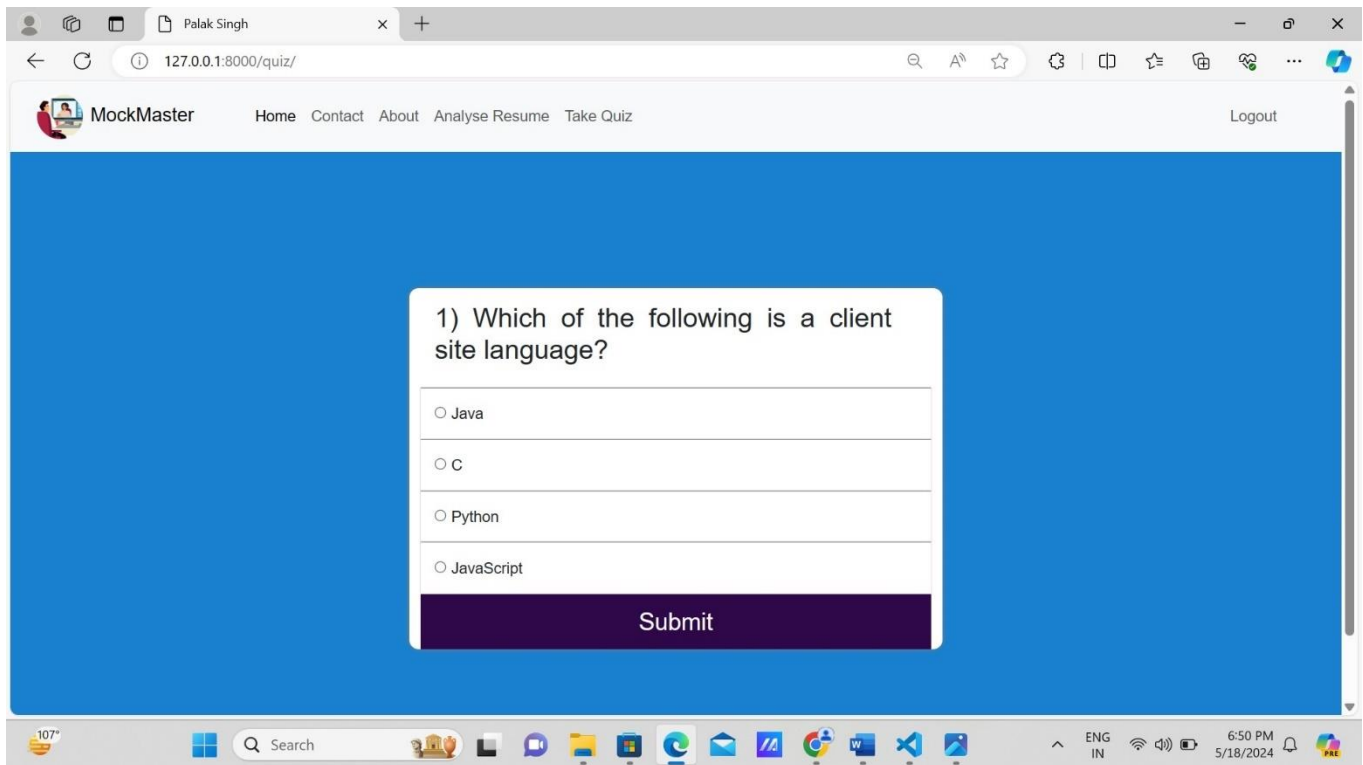 Palak Singh
127.0.0.1:8000/quiz/
MockMaster Home Contact About Analyse Resume Take Quiz Logout
1) Which of the following is a client
site language?
Java
C
Python
JavaScript
Submit
107°
Search
ENG
IN
6:50 PM
5/18/2024
PRE